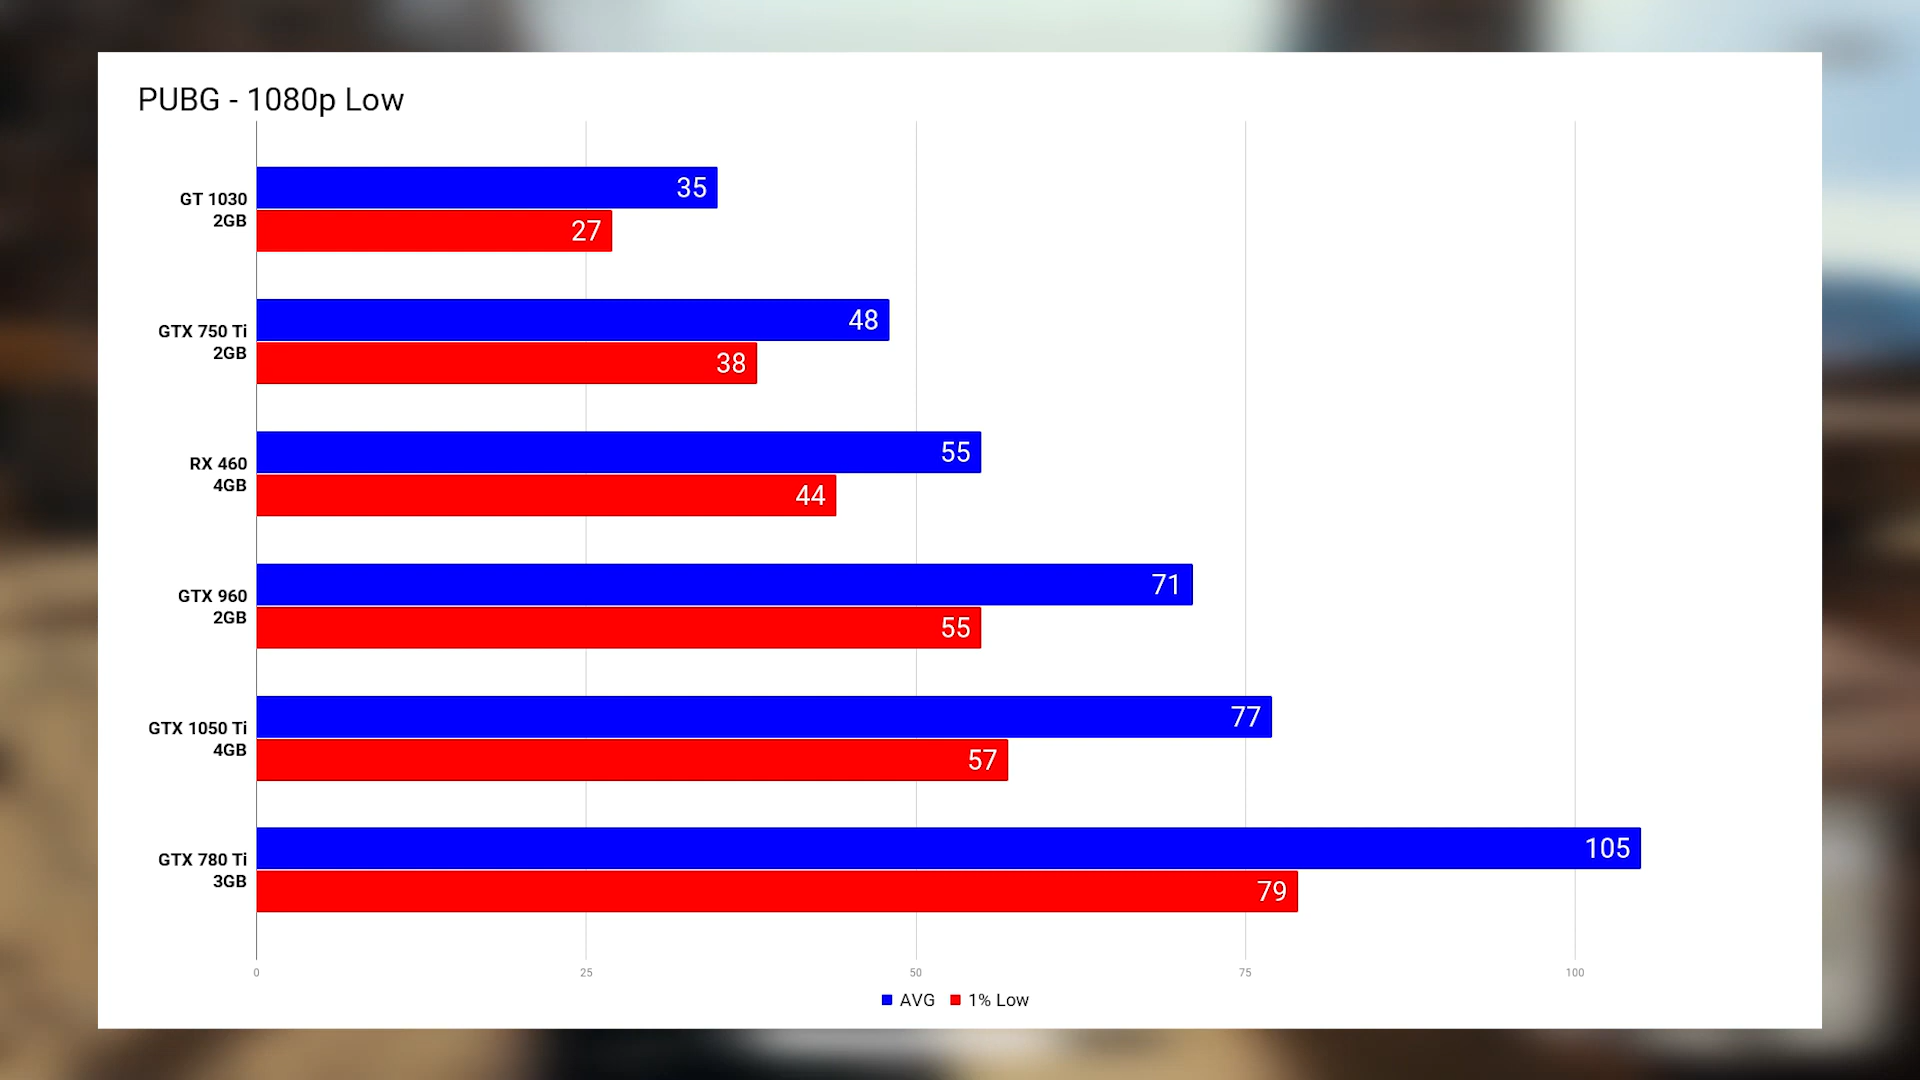 PUBG - 1080p Low
GT 1030
2GB
35
27
GTX 750 Ti
2GB
48
38
RX 460
4GB
55
44
GTX 960
2GB
71
55
GTX 1050 Ti
4GB
77
57
GTX 780 Ti
3GB
105
79
0 25 50 75 100
AVG 1% Low